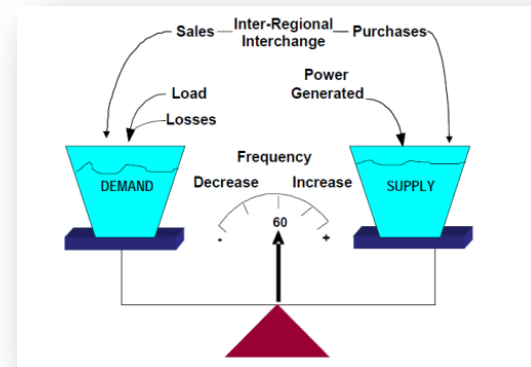 Sales Inter-Regional Interchange Purchases
Load
Losses
Power
Generated
Frequency
Decrease Increase
DEMAND
SUPPLY
60
- +